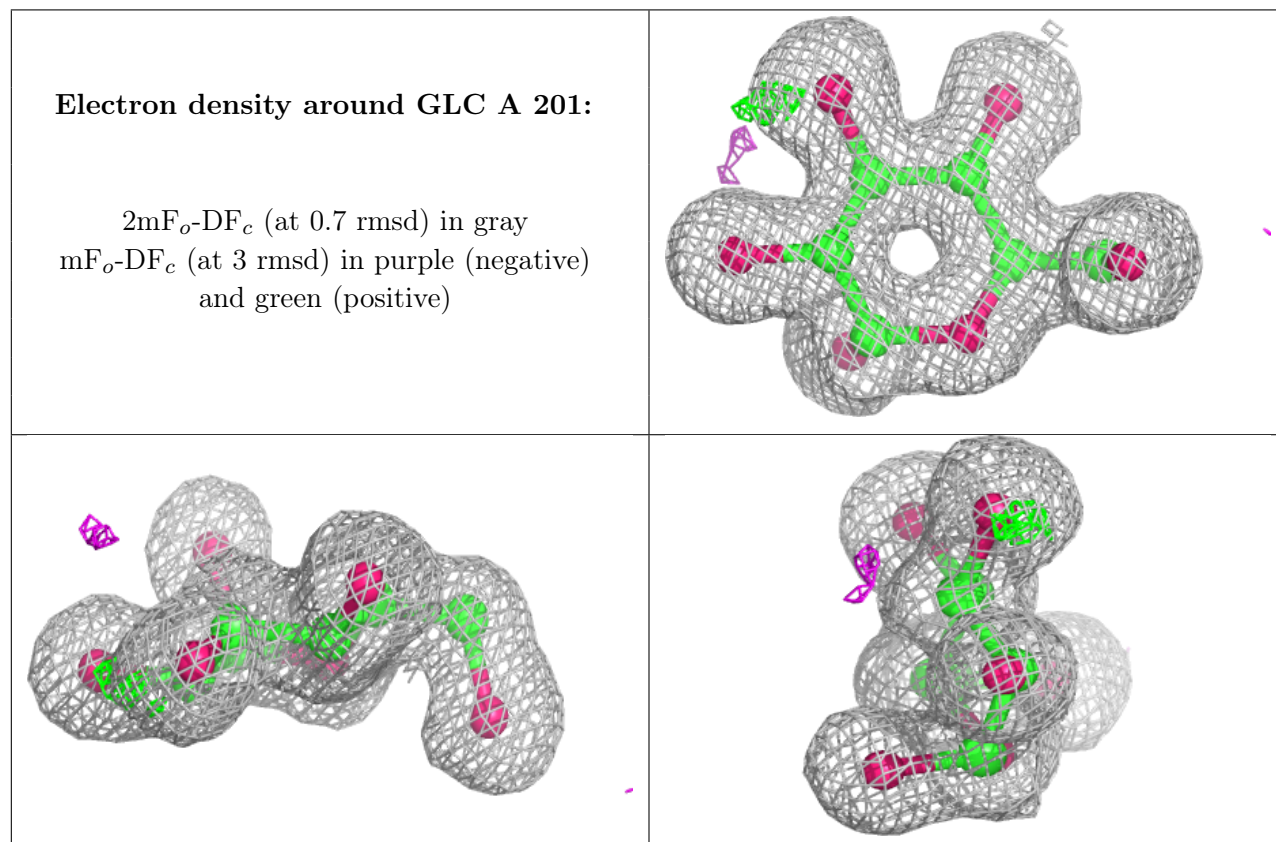 Electron density around GLC A 201:
2mFo-DFc (at 0.7 rmsd) in gray
mFo-DFc (at 3 rmsd) in purple (negative)
and green (positive)